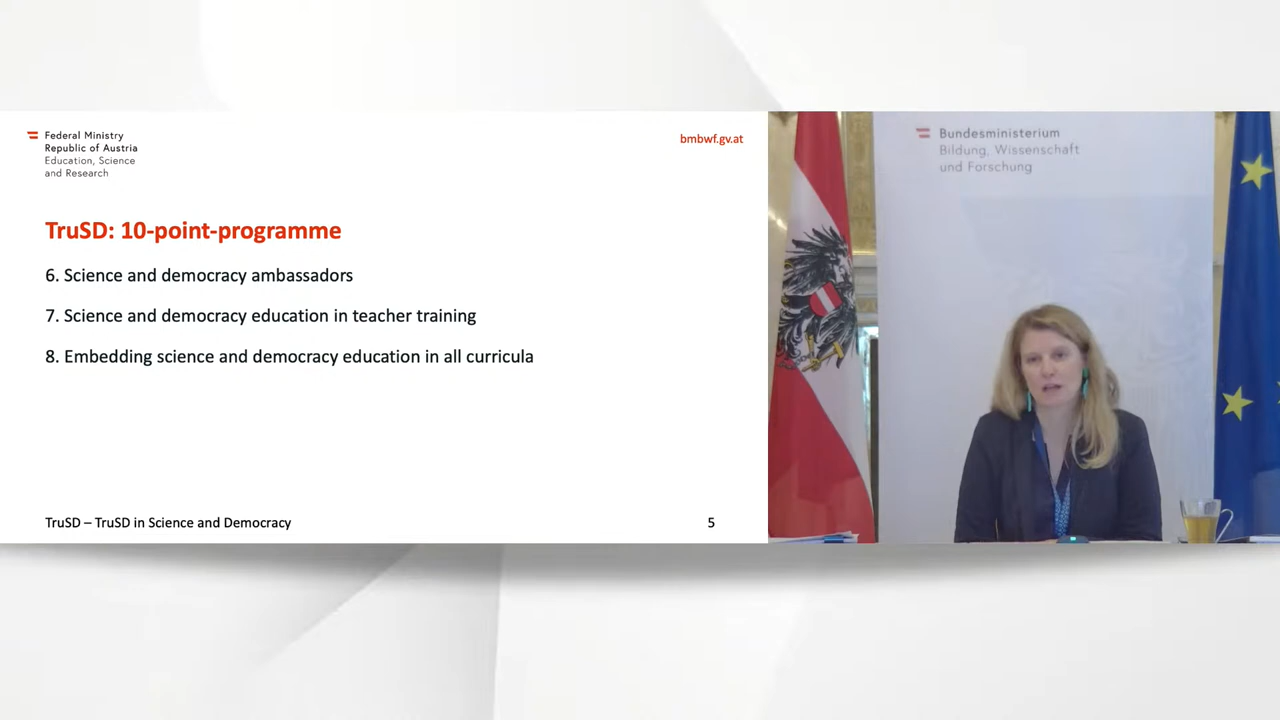 Federal Ministry
Republic of Austria
Education, Science
and Research
bmbwf.gv.at
TruSD: 10-point-programme
6. Science and democracy ambassadors
7. Science and democracy education in teacher training
8. Embedding science and democracy education in all curricula
TruSD – TruSD in Science and Democracy
5
Bundesministerium
Bildung, Wissenschaft
und Forschung